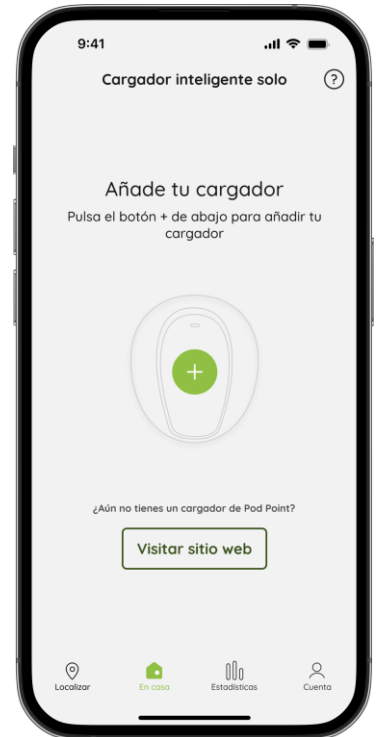 9:41
Cargador inteligente solo ?
Añade tu cargador
Pulsa el botón + de abajo para añadir tu
cargador
+
¿Aún no tienes un cargador de Pod Point?
Visitar sitio web
Localizar En casa Estadísticas Cuenta